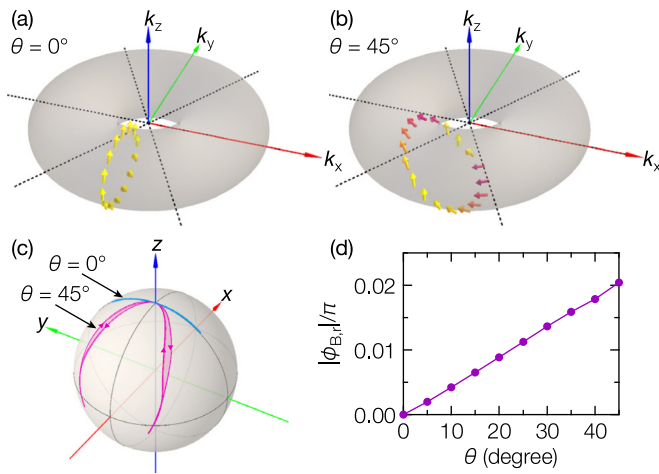 (a)
θ = 0°
k_z
k_y
k_x
(b)
θ = 45°
k_z
k_y
k_x
(c)
θ = 0°
θ = 45°
z
x
y
(d)
|ϕ_B,r|/π
0.02
0.01
0.00
0 10 20 30 40
θ (degree)